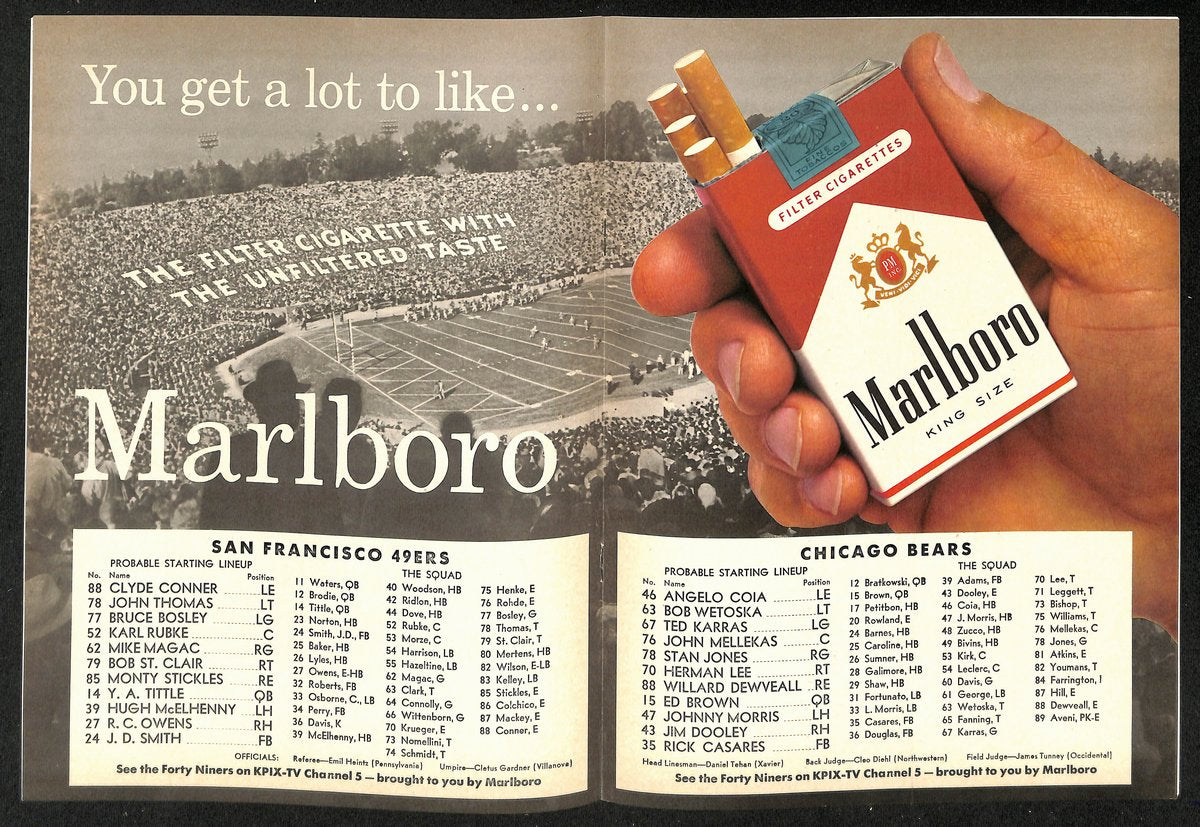 You get a lot to like...
THE FILTER CIGARETTE WITH
THE 'UNFILTERED' TASTE
Marlboro
FINE
TOBACCOS
FILTER CIGARETTES
PM
INC.
VENI·VIDI·VICI
Marlboro
KING SIZE
SAN FRANCISCO 49ERS
PROBABLE STARTING LINEUP
No. Name Position
88 CLYDE CONNER LE
78 JOHN THOMAS LT
77 BRUCE BOSLEY LG
52 KARL RUBKE C
62 MIKE MAGAC RG
79 BOB ST. CLAIR RT
85 MONTY STICKLES RE
14 Y. A. TITTLE QB
39 HUGH McELHENNY LH
27 R. C. OWENS RH
24 J. D. SMITH FB
THE SQUAD
11 Waters, QB
12 Brodie, QB
14 Tittle, QB
23 Norton, HB
24 Smith, J.D., FB
25 Baker, HB
26 Lyles, HB
27 Owens, E-HB
32 Roberts, FB
33 Osborne, C., LB
34 Perry, FB
36 Davis, K
39 McElhenny, HB
40 Woodson, HB
42 Ridlon, HB
44 Dove, HB
52 Rubke, C
53 Morze, C
54 Harrison, LB
55 Hazeltine, LB
62 Magac, G
63 Clark, T
64 Connolly, G
66 Wittenborn, G
70 Krueger, E
73 Nomellini, T
74 Schmidt, T
75 Henke, E
76 Rohde, E
77 Bosley, G
78 Thomas, T
79 St. Clair, T
80 Mertens, HB
82 Wilson, E-LB
83 Kelley, LB
85 Stickles, E
86 Colchico, E
87 Mackey, E
88 Conner, E
OFFICIALS: Referee—Emil Heintz (Pennsylvania) Umpire—Cletus Gardner (Villanova)
See the Forty Niners on KPIX-TV Channel 5 — brought to you by Marlboro
CHICAGO BEARS
PROBABLE STARTING LINEUP
No. Name Position
46 ANGELO COIA LE
63 BOB WETOSKA LT
67 TED KARRAS LG
76 JOHN MELLEKAS C
78 STAN JONES RG
70 HERMAN LEE RT
88 WILLARD DEWVEALL RE
15 ED BROWN QB
47 JOHNNY MORRIS LH
43 JIM DOOLEY RH
35 RICK CASARES FB
THE SQUAD
12 Bratkowski, QB
15 Brown, QB
17 Petitbon, HB
20 Rowland, E
24 Barnes, HB
25 Caroline, HB
26 Sumner, HB
28 Galimore, HB
29 Shaw, HB
31 Fortunato, LB
33 L. Morris, LB
35 Casares, FB
36 Douglas, FB
39 Adams, FB
43 Dooley, E
46 Coia, HB
47 J. Morris, HB
48 Zucco, HB
49 Bivins, HB
53 Kirk, C
54 Leclerc, C
60 Davis, G
61 George, LB
63 Wetoska, T
65 Fanning, T
67 Karras, G
70 Lee, T
71 Leggett, T
73 Bishop, T
75 Williams, T
76 Mellekas, C
78 Jones, G
81 Atkins, E
82 Youmans, T
84 Farrington, E
87 Hill, E
88 Dewveall, E
89 Aveni, PK-E
Head Linesman—Daniel Tehan (Xavier) Back Judge—Cleo Diehl (Northwestern) Field Judge—James Tunney (Occidental)
See the Forty Niners on KPIX-TV Channel 5 — brought to you by Marlboro